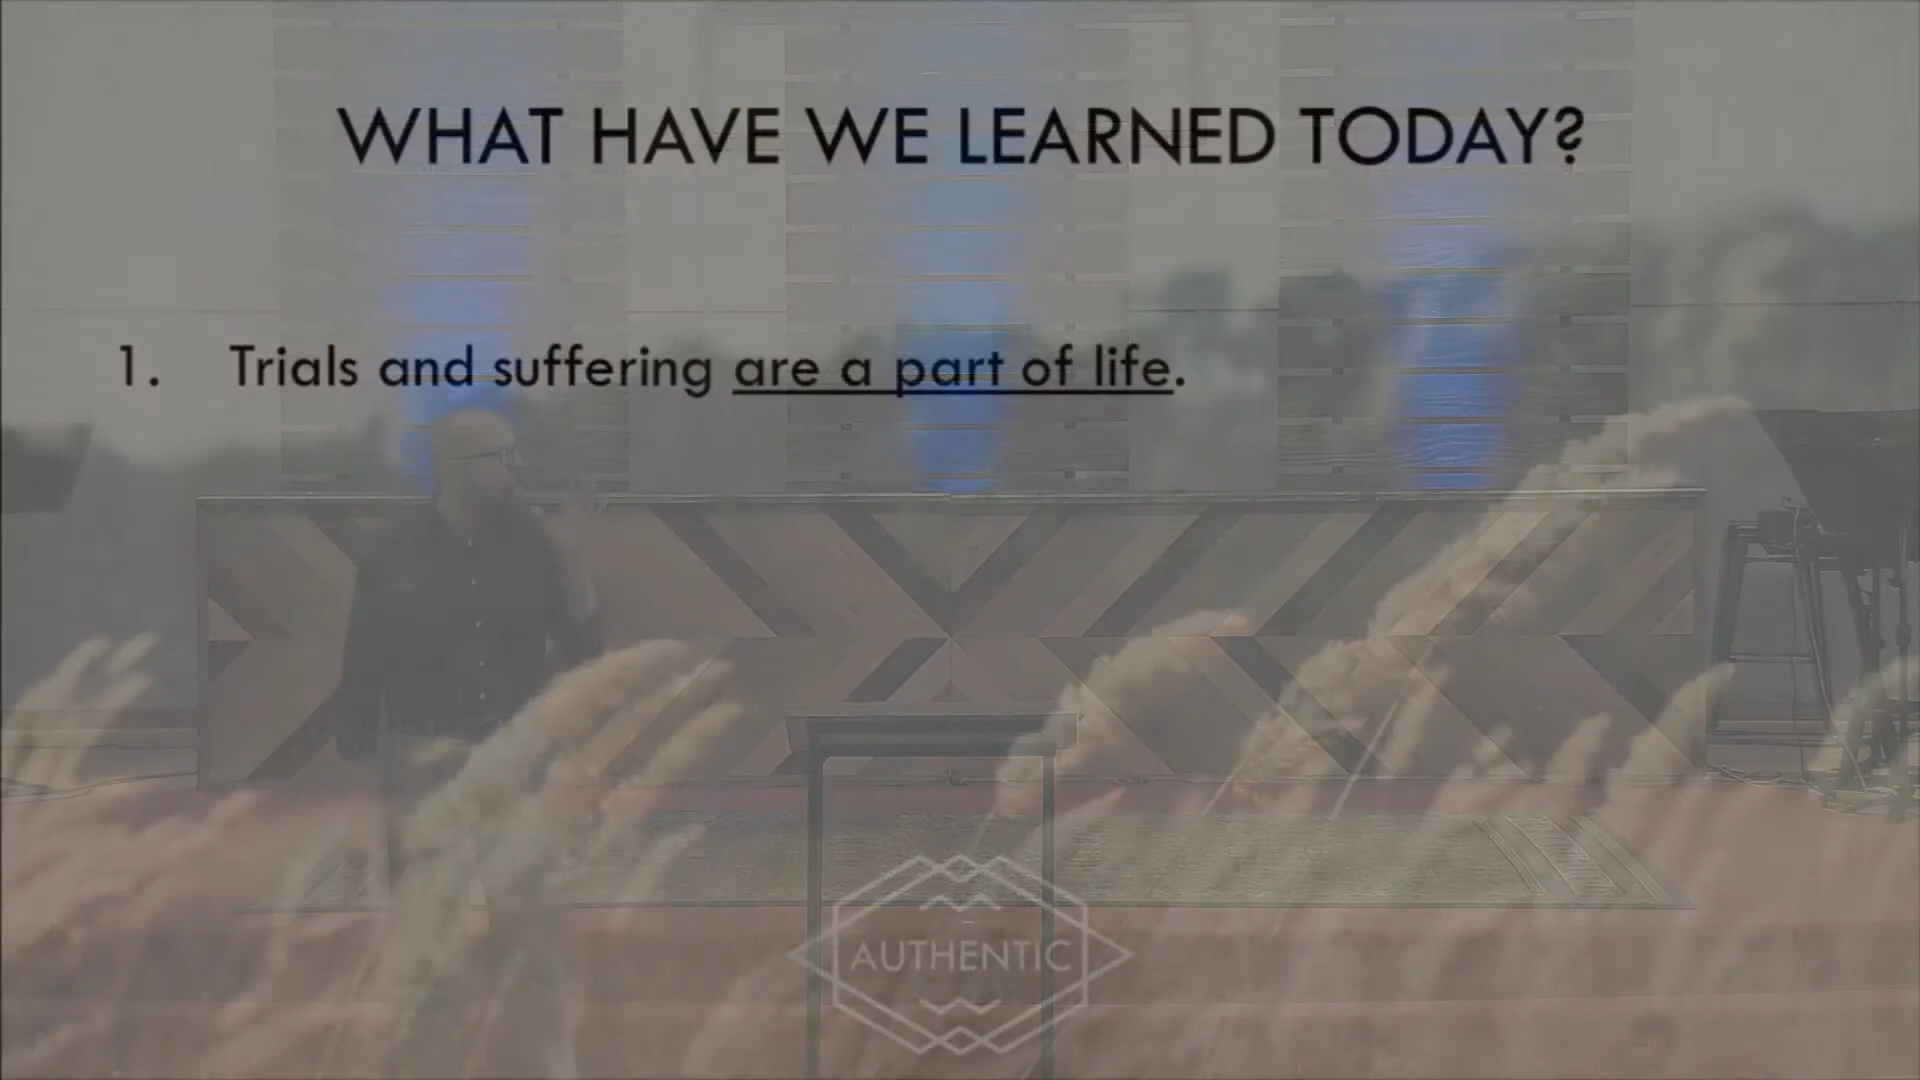 WHAT HAVE WE LEARNED TODAY?
1. Trials and suffering are a part of life.
AUTHENTIC